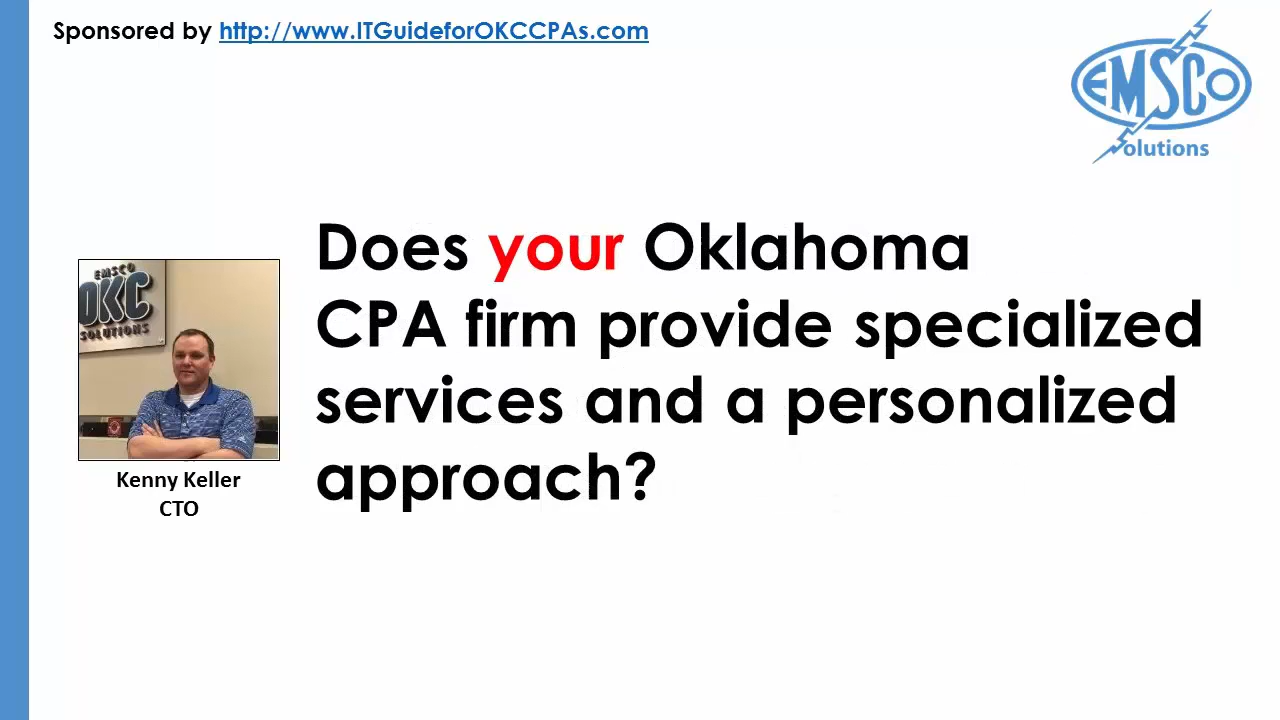 Sponsored by http://www.ITGuideforOKCCPAs.com
EMSCO
Solutions
Does your Oklahoma
CPA firm provide specialized
services and a personalized
approach?
EMSCO
OKC
SOLUTIONS
Kenny Keller
CTO